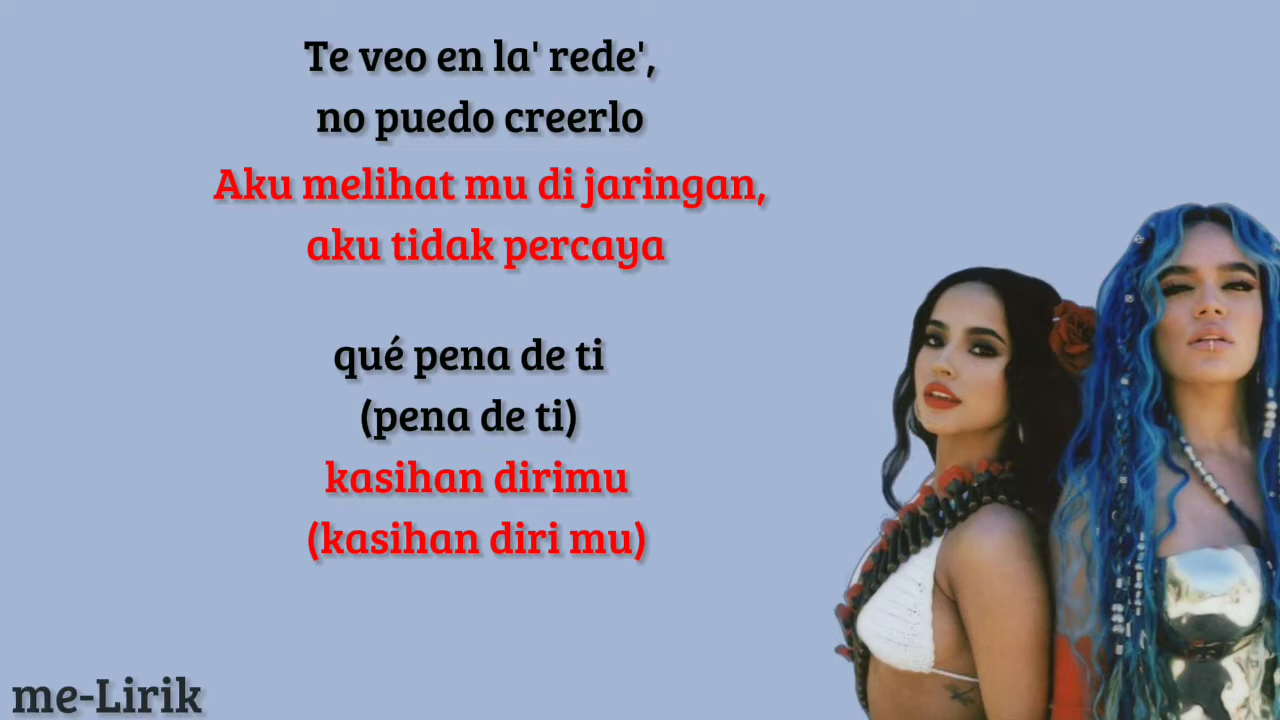 Te veo en la' rede',
no puedo creerlo
Aku melihat mu di jaringan,
aku tidak percaya
qué pena de ti
(pena de ti)
kasihan dirimu
(kasihan diri mu)
me-Lirik